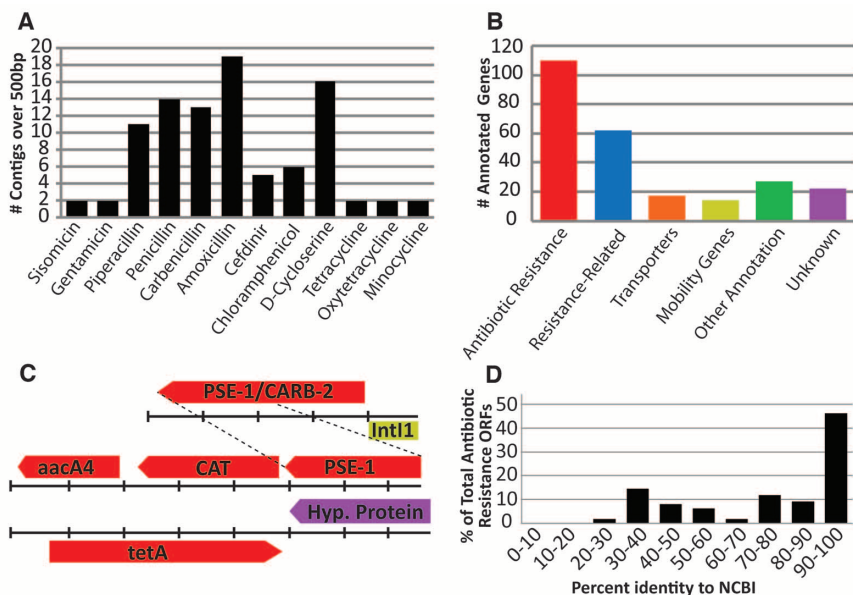 A
# Contigs over 500bp
20
18
16
14
12
10
8
6
4
2
0
Sisomicin
Gentamicin
Piperacillin
Penicillin
Carbenicillin
Amoxicillin
Cefdinir
Chloramphenicol
D-Cycloserine
Tetracycline
Oxytetracycline
Minocycline
B
# Annotated Genes
120
100
80
60
40
20
0
Antibiotic Resistance
Resistance-Related
Transporters
Mobility Genes
Other Annotation
Unknown
C
PSE-1/CARB-2
IntI1
aacA4 CAT PSE-1
Hyp. Protein
tetA
D
% of Total Antibiotic
Resistance ORFs
50
40
30
20
10
0
0-10
10-20
20-30
30-40
40-50
50-60
60-70
70-80
80-90
90-100
Percent identity to NCBI